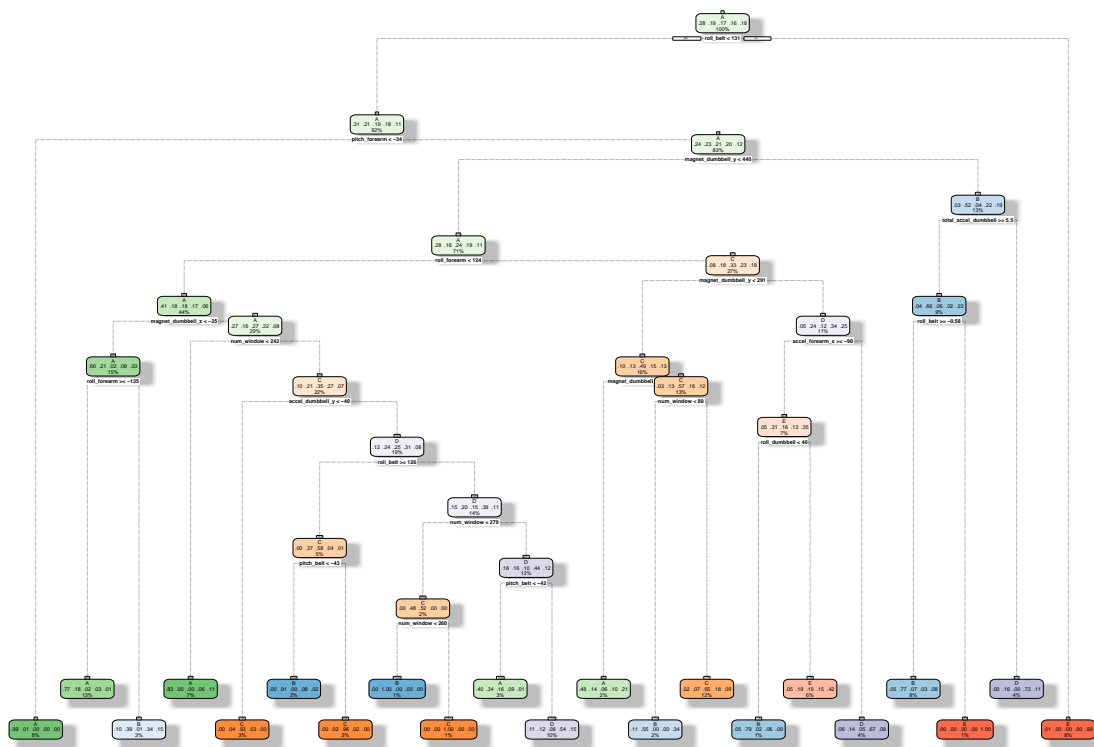 A
.28 .19 .17 .16 .18
100%
roll_belt < 131
A
.31 .21 .19 .18 .11
92%
pitch_forearm < −34
A
.24 .23 .21 .20 .12
83%
magnet_dumbbell_y < 440
B
.03 .52 .04 .22 .19
13%
total_accel_dumbbell >= 5.5
A
.28 .18 .24 .19 .11
71%
roll_forearm < 124
C
.08 .18 .33 .23 .18
27%
magnet_dumbbell_y < 291
A
.41 .18 .18 .17 .06
44%
magnet_dumbbell_z < −25
B
.04 .66 .06 .02 .22
9%
roll_belt >= −0.58
A
.27 .16 .27 .22 .08
29%
num_window < 242
D
.05 .24 .12 .34 .25
11%
accel_forearm_x >= −90
A
.66 .21 .02 .08 .03
15%
roll_forearm >= −135
C
.10 .13 .49 .15 .13
16%
magnet_dumbbell
C
.10 .21 .35 .27 .07
22%
accel_dumbbell_y < −40
C
.03 .13 .57 .16 .12
13%
num_window < 89
E
.05 .31 .16 .13 .35
7%
roll_dumbbell < 40
D
.12 .24 .25 .31 .08
19%
roll_belt >= 126
D
.15 .20 .15 .39 .11
14%
num_window < 279
C
.00 .37 .58 .04 .01
5%
pitch_belt < −43
D
.18 .16 .10 .44 .12
12%
pitch_belt < −42
C
.00 .48 .52 .00 .00
2%
num_window < 260
A
.77 .18 .02 .03 .01
13%
A
.83 .00 .00 .06 .11
7%
B
.00 .91 .00 .08 .02
2%
B
.00 1.00 .00 .00 .00
1%
A
.40 .34 .16 .09 .01
3%
A
.48 .14 .06 .10 .21
2%
C
.02 .07 .65 .18 .09
12%
E
.05 .19 .19 .15 .42
6%
B
.05 .77 .07 .03 .08
8%
D
.00 .16 .00 .73 .11
4%
A
.99 .01 .00 .00 .00
8%
B
.10 .39 .01 .34 .15
3%
C
.00 .04 .93 .03 .00
3%
C
.00 .02 .96 .02 .00
3%
C
.00 .00 1.00 .00 .00
1%
D
.11 .12 .08 .54 .15
10%
B
.11 .55 .00 .00 .34
2%
B
.05 .79 .02 .06 .09
1%
D
.06 .14 .05 .67 .08
4%
E
.00 .00 .00 .00 1.00
1%
E
.01 .00 .00 .00 .99
8%